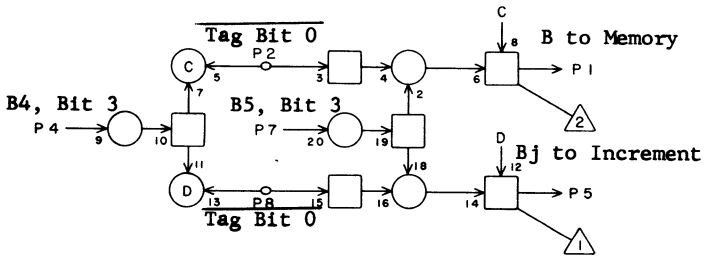 Tag Bit 0
C
B to Memory
P2
C
5
3
4
6
8
P1
7
2
B4, Bit 3
B5, Bit 3
2
P4
9
10
P7
20
19
11
18
D
Bj to Increment
12
D
13
P8
15
16
14
P5
Tag Bit 0
1